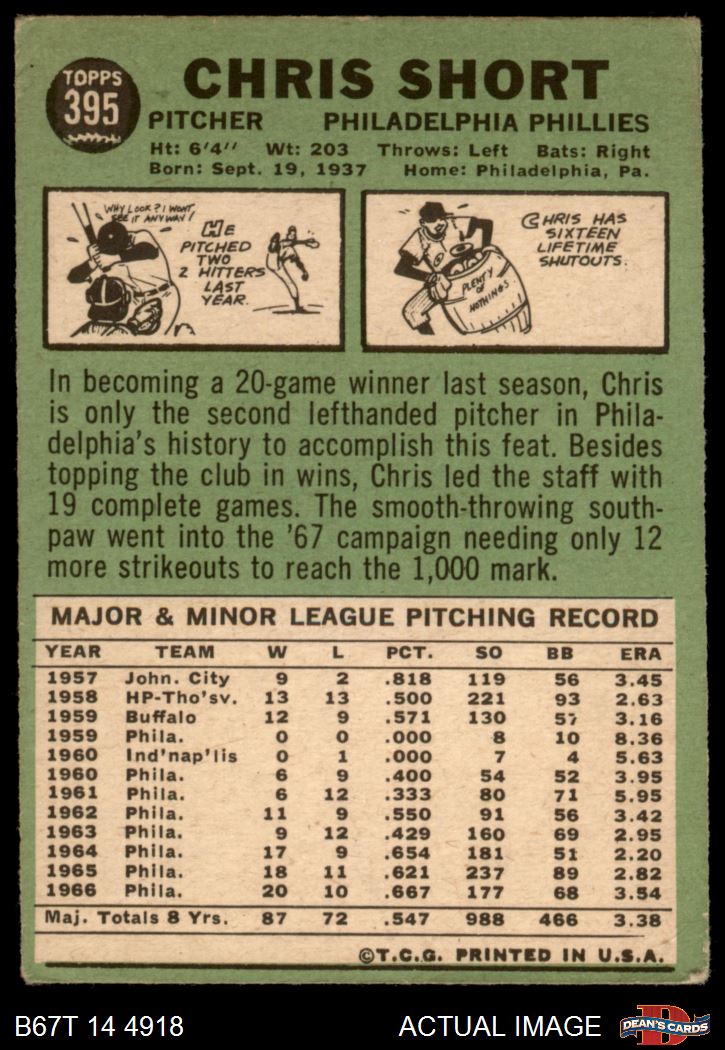 TOPPS
395
CHRIS SHORT
PITCHER PHILADELPHIA PHILLIES
Ht: 6'4" Wt: 203 Throws: Left Bats: Right
Born: Sept. 19, 1937 Home: Philadelphia, Pa.
WHY LOOK? I WONT
SEE IT ANYWAY!
HE
PITCHED
TWO
2 HITTERS
LAST
YEAR.
CHRIS HAS
SIXTEEN
LIFETIME
SHUTOUTS.
PLENTY
OF
NOTHINGS
In becoming a 20-game winner last season, Chris
is only the second lefthanded pitcher in Phila-
delphia's history to accomplish this feat. Besides
topping the club in wins, Chris led the staff with
19 complete games. The smooth-throwing south-
paw went into the '67 campaign needing only 12
more strikeouts to reach the 1,000 mark.
MAJOR & MINOR LEAGUE PITCHING RECORD
YEAR TEAM W L PCT. SO BB ERA
1957 John. City 9 2 .818 119 56 3.45
1958 HP-Tho'sv. 13 13 .500 221 93 2.63
1959 Buffalo 12 9 .571 130 57 3.16
1959 Phila. 0 0 .000 8 10 8.36
1960 Ind'nap'lis 0 1 .000 7 4 5.63
1960 Phila. 6 9 .400 54 52 3.95
1961 Phila. 6 12 .333 80 71 5.95
1962 Phila. 11 9 .550 91 56 3.42
1963 Phila. 9 12 .429 160 69 2.95
1964 Phila. 17 9 .654 181 51 2.20
1965 Phila. 18 11 .621 237 89 2.82
1966 Phila. 20 10 .667 177 68 3.54
Maj. Totals 8 Yrs. 87 72 .547 988 466 3.38
©T.C.G. PRINTED IN U.S.A.
B67T 14 4918 ACTUAL IMAGE
D
DEAN'S CARDS